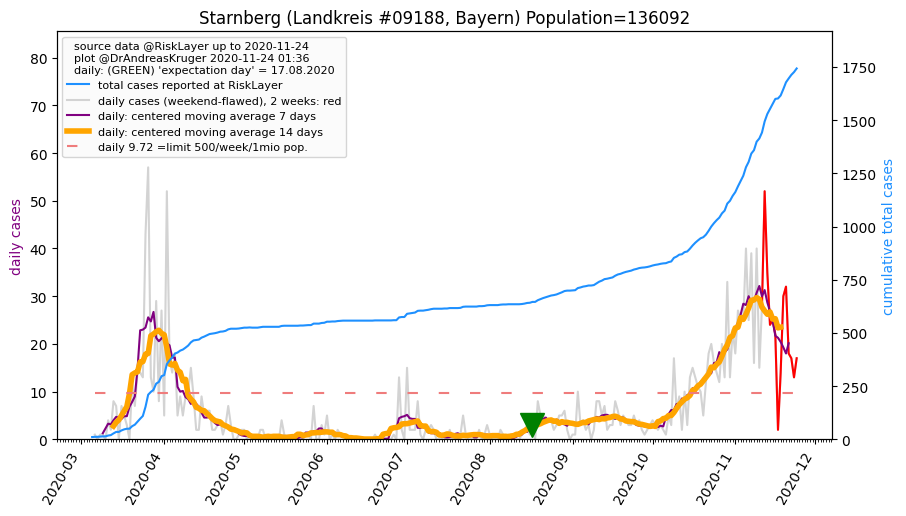 Starnberg (Landkreis #09188, Bayern) Population=136092
source data @RiskLayer up to 2020-11-24
plot @DrAndreasKruger 2020-11-24 01:36
daily: (GREEN) 'expectation day' = 17.08.2020
total cases reported at RiskLayer
daily cases (weekend-flawed), 2 weeks: red
daily: centered moving average 7 days
daily: centered moving average 14 days
daily 9.72 =limit 500/week/1mio pop.
daily cases
80
70
60
50
40
30
20
10
0
1750
1500
1250
1000
750
500
250
0
cumulative total cases
2020-03
2020-04
2020-05
2020-06
2020-07
2020-08
2020-09
2020-10
2020-11
2020-12